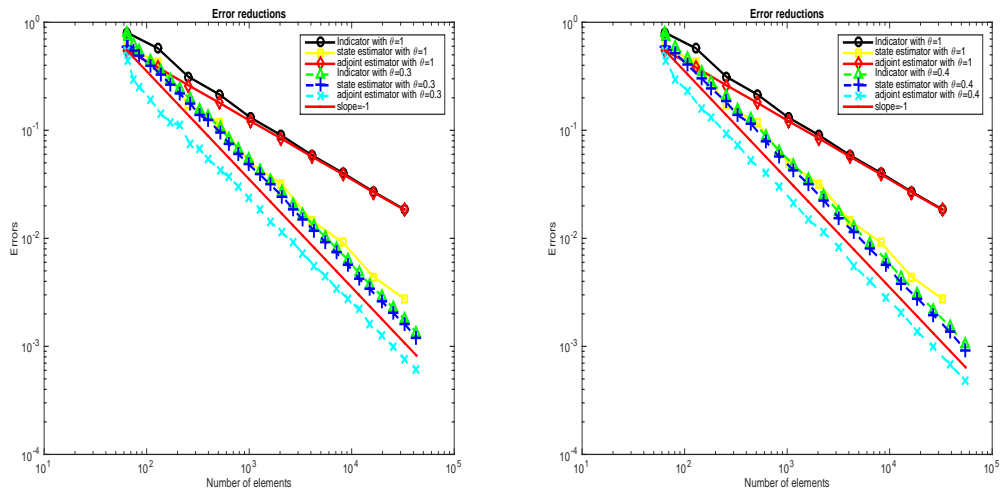 Error reductions
Indicator with θ=1
state estimator with θ=1
adjoint estimator with θ=1
Indicator with θ=0.3
state estimator with θ=0.3
adjoint estimator with θ=0.3
slope=-1
10^0
10^-1
10^-2
10^-3
10^-4
Errors
10^1 10^2 10^3 10^4 10^5
Number of elements
Error reductions
Indicator with θ=1
state estimator with θ=1
adjoint estimator with θ=1
Indicator with θ=0.4
state estimator with θ=0.4
adjoint estimator with θ=0.4
slope=-1
10^0
10^-1
10^-2
10^-3
10^-4
Errors
10^1 10^2 10^3 10^4 10^5
Number of elements